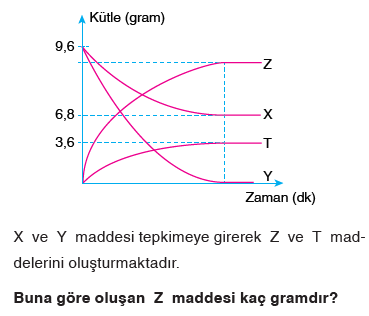 Kütle (gram)
9,6
Z
6,8
X
3,6
T
Y
Zaman (dk)
X ve Y maddesi tepkimeye girerek Z ve T mad-
delerini oluşturmaktadır.
Buna göre oluşan Z maddesi kaç gramdır?